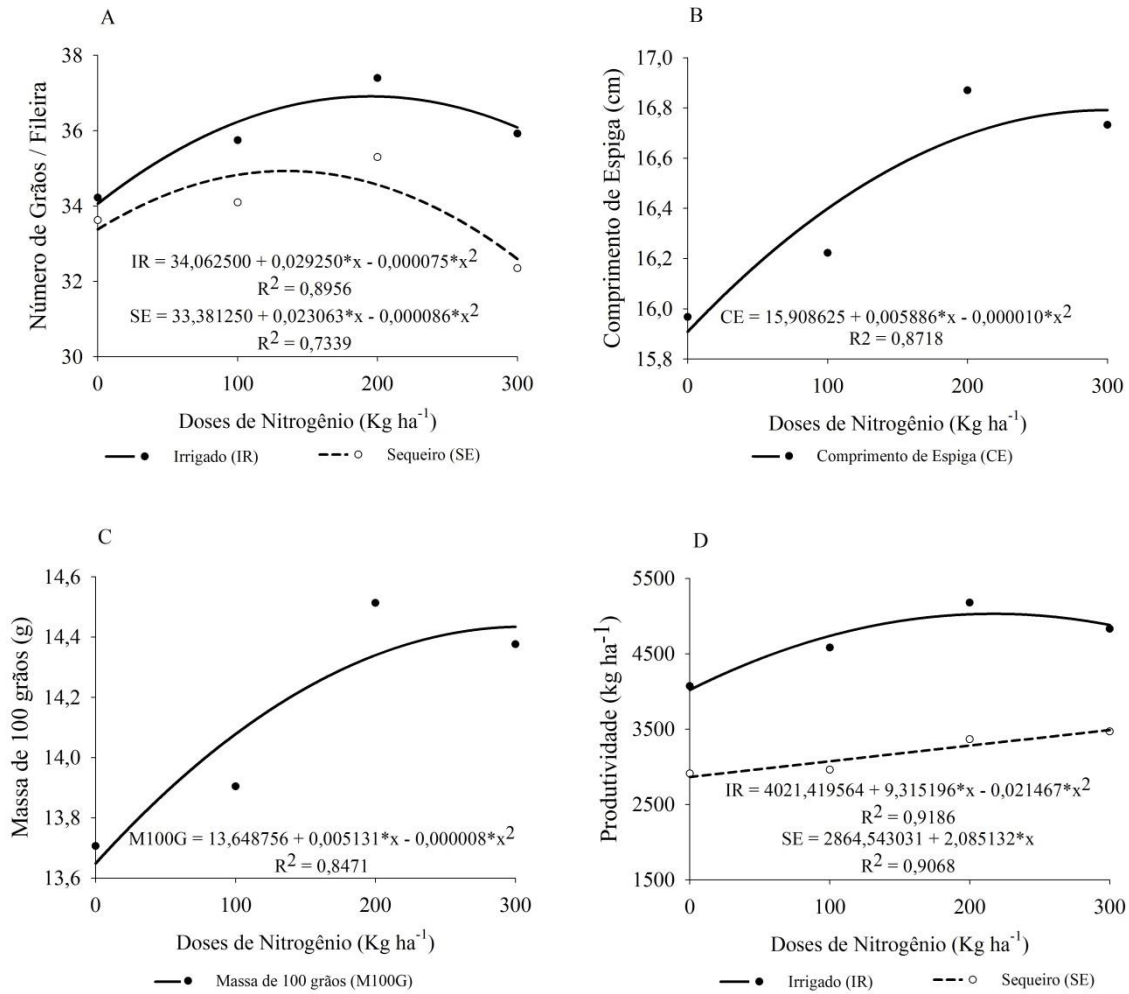 A
Número de Grãos / Fileira
38
36
34
32
30
IR = 34,062500 + 0,029250*x - 0,000075*x²
R² = 0,8956
SE = 33,381250 + 0,023063*x - 0,000086*x²
R² = 0,7339
0 100 200 300
Doses de Nitrogênio (Kg ha⁻¹)
Irrigado (IR) Sequeiro (SE)
B
Comprimento de Espiga (cm)
17,0
16,8
16,6
16,4
16,2
16,0
15,8
CE = 15,908625 + 0,005886*x - 0,000010*x²
R2 = 0,8718
0 100 200 300
Doses de Nitrogênio (Kg ha⁻¹)
Comprimento de Espiga (CE)
C
Massa de 100 grãos (g)
14,6
14,4
14,2
14,0
13,8
13,6
M100G = 13,648756 + 0,005131*x - 0,000008*x²
R² = 0,8471
0 100 200 300
Doses de Nitrogênio (Kg ha⁻¹)
Massa de 100 grãos (M100G)
D
Produtividade (kg ha⁻¹)
5500
4500
3500
2500
1500
IR = 4021,419564 + 9,315196*x - 0,021467*x²
R² = 0,9186
SE = 2864,543031 + 2,085132*x
R² = 0,9068
0 100 200 300
Doses de Nitrogênio (Kg ha⁻¹)
Irrigado (IR) Sequeiro (SE)